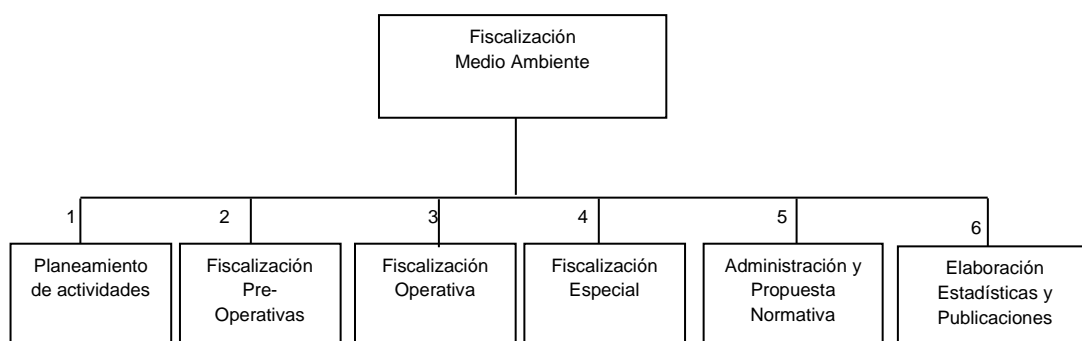 Fiscalización
Medio Ambiente
1
2
3
4
5
6
Planeamiento
de actividades
Fiscalización
Pre-
Operativas
Fiscalización
Operativa
Fiscalización
Especial
Administración y
Propuesta
Normativa
Elaboración
Estadísticas y
Publicaciones